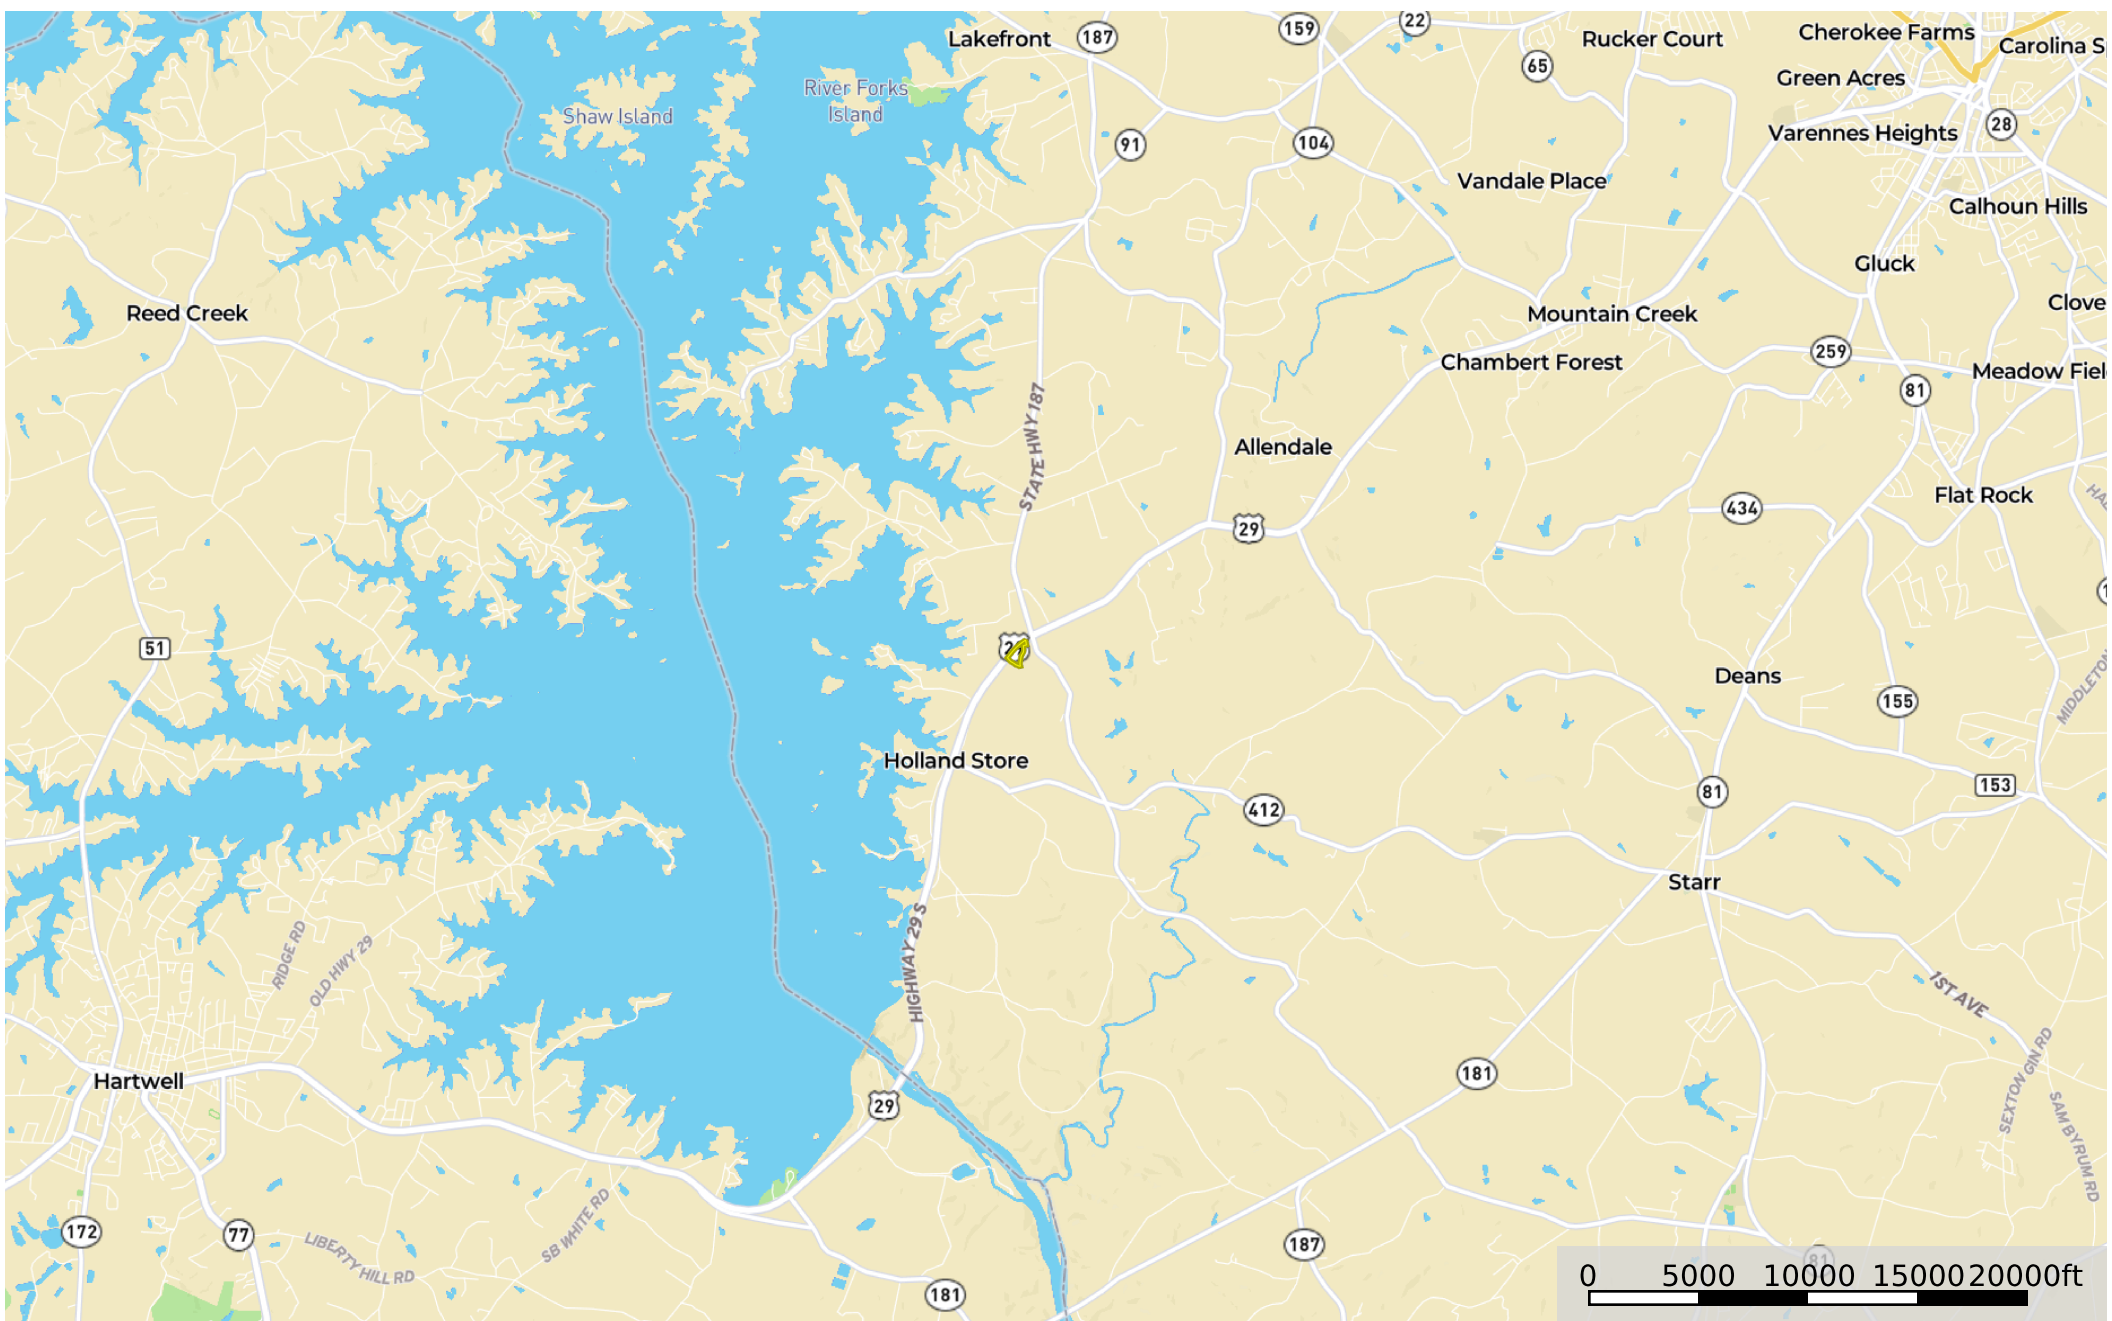 Lakefront
187
159
22
Rucker Court
Cherokee Farms
Carolina S
65
Green Acres
River Forks
Island
Shaw Island
28
Varennes Heights
91
104
Vandale Place
Calhoun Hills
Gluck
Clove
Reed Creek
Mountain Creek
259
Chambert Forest
Meadow Fiel
81
STATE HWY 187
Allendale
Flat Rock
434
29
51
Deans
MIDDLETON
155
Holland Store
153
81
412
Starr
HIGHWAY 29 S
RIDGE RD
OLD HWY 29
1ST AVE
SEXTON GIN RD
181
Hartwell
29
SAM BYRUM RD
172
77
SB WHITE RD
LIBERTY HILL RD
187
81
181
0 5000 10000 15000 20000ft